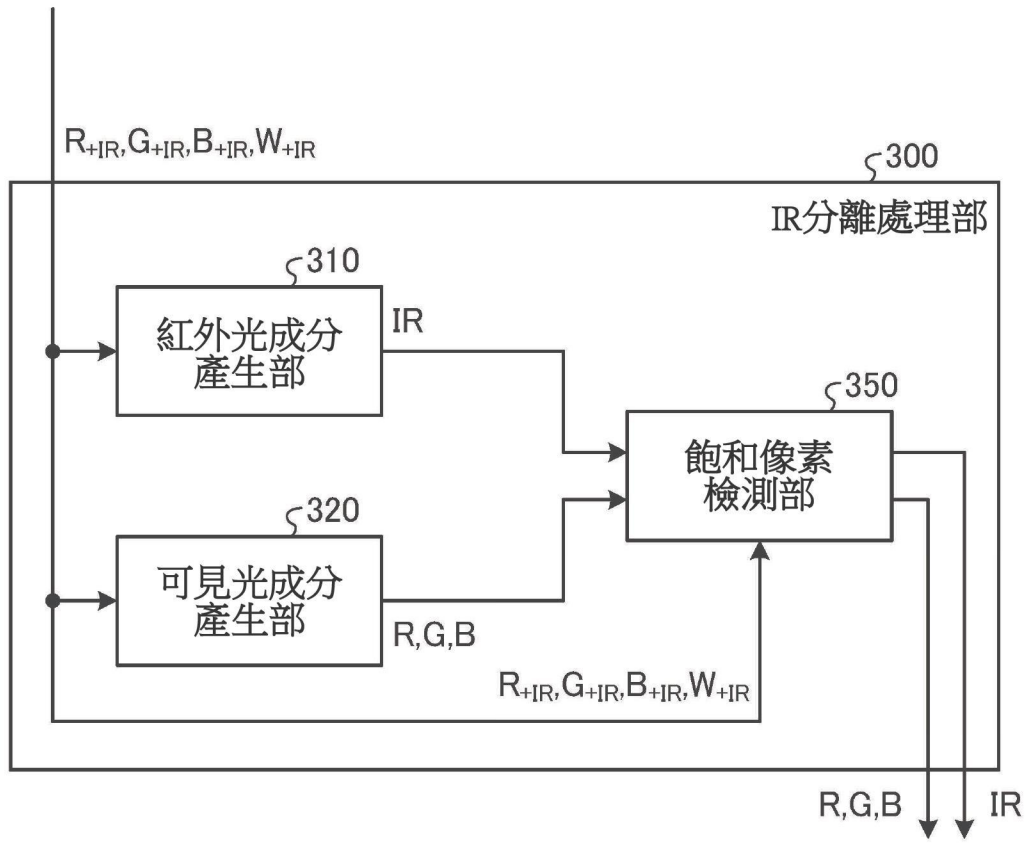 R+IR,G+IR,B+IR,W+IR
300
IR分離處理部
310
紅外光成分
產生部
IR
350
飽和像素
檢測部
320
可見光成分
產生部
R,G,B
R+IR,G+IR,B+IR,W+IR
R,G,B
IR